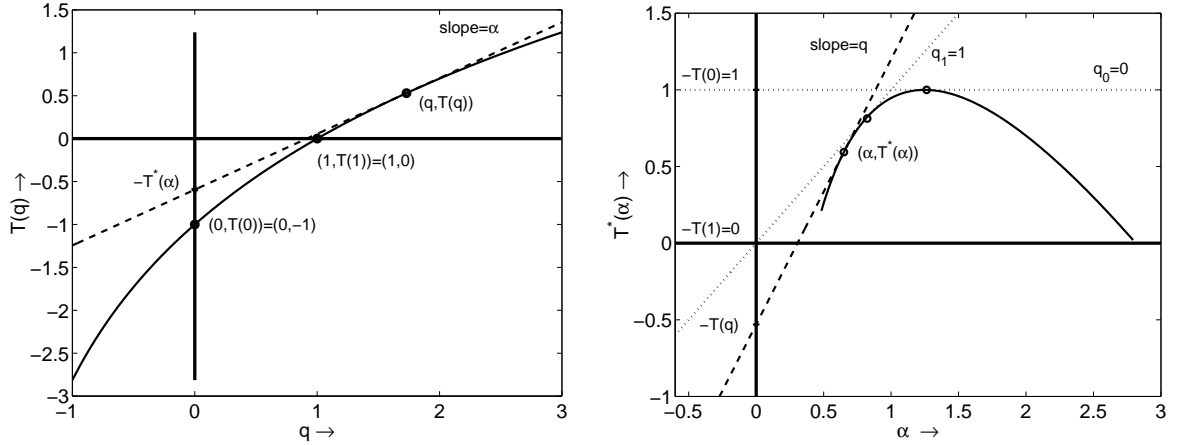 1.5
1
0.5
0
−0.5
−1
−1.5
−2
−2.5
−3
T(q) →
−1
0
1
2
3
q →
slope=α
(q,T(q))
(1,T(1))=(1,0)
−T*(α)
(0,T(0))=(0,−1)
1.5
1
0.5
0
−0.5
−1
T*(α) →
−0.5
0
0.5
1
1.5
2
2.5
3
α →
slope=q
q₁=1
−T(0)=1
q₀=0
(α,T*(α))
−T(1)=0
−T(q)